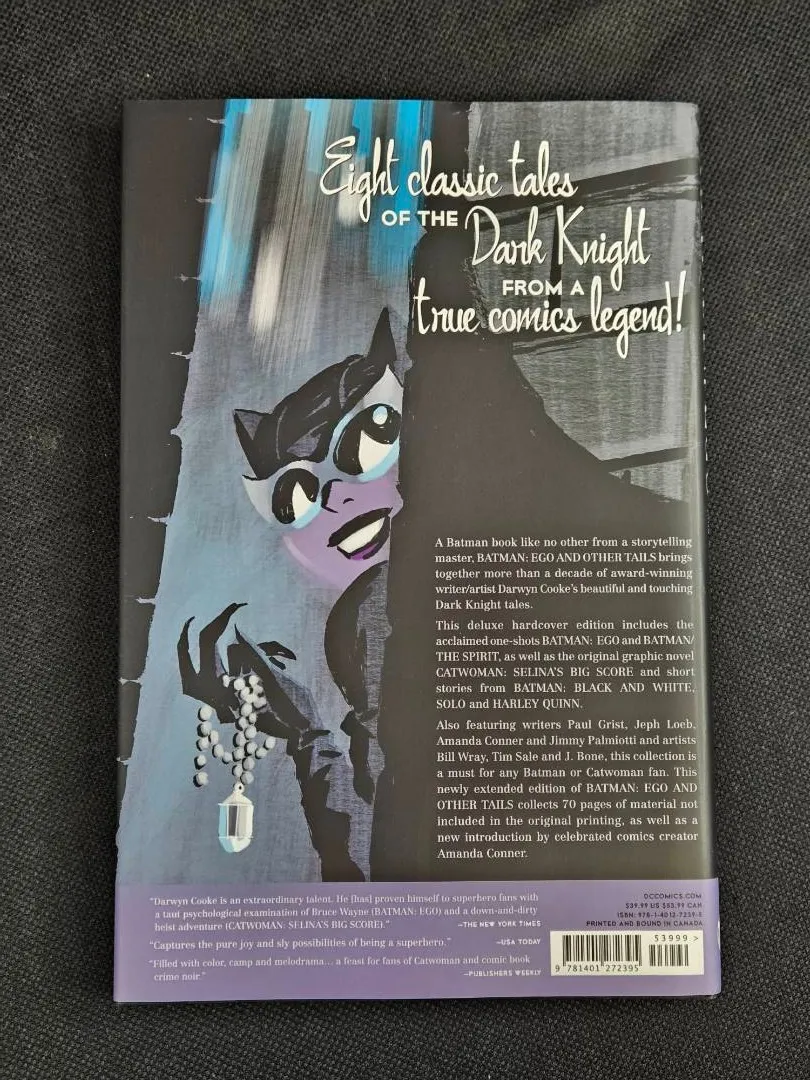 Eight classic tales
OF THE Dark Knight
FROM A
true comics legend!
A Batman book like no other from a storytelling
master, BATMAN: EGO AND OTHER TAILS brings
together more than a decade of award-winning
writer/artist Darwyn Cooke's beautiful and touching
Dark Knight tales.
This deluxe hardcover edition includes the
acclaimed one-shots BATMAN: EGO and BATMAN/
THE SPIRIT, as well as the original graphic novel
CATWOMAN: SELINA'S BIG SCORE and short
stories from BATMAN: BLACK AND WHITE,
SOLO and HARLEY QUINN.
Also featuring writers Paul Grist, Jeph Loeb,
Amanda Conner and Jimmy Palmiotti and artists
Bill Wray, Tim Sale and J. Bone, this collection is
a must for any Batman or Catwoman fan. This
newly extended edition of BATMAN: EGO AND
OTHER TAILS collects 70 pages of material not
included in the original printing, as well as a
new introduction by celebrated comics creator
Amanda Conner.
"Darwyn Cooke is an extraordinary talent. He [has] proven himself to superhero fans with
a taut psychological examination of Bruce Wayne (BATMAN: EGO) and a down-and-dirty
heist adventure (CATWOMAN: SELINA'S BIG SCORE)." —THE NEW YORK TIMES
"Captures the pure joy and sly possibilities of being a superhero." —USA TODAY
"Filled with color, camp and melodrama... a feast for fans of Catwoman and comic book
crime noir." —PUBLISHERS WEEKLY
DCCOMICS.COM
$39.99 US $53.99 CAN
ISBN: 978-1-4012-7239-5
PRINTED AND BOUND IN CANADA
53999 >
9 781401 272395